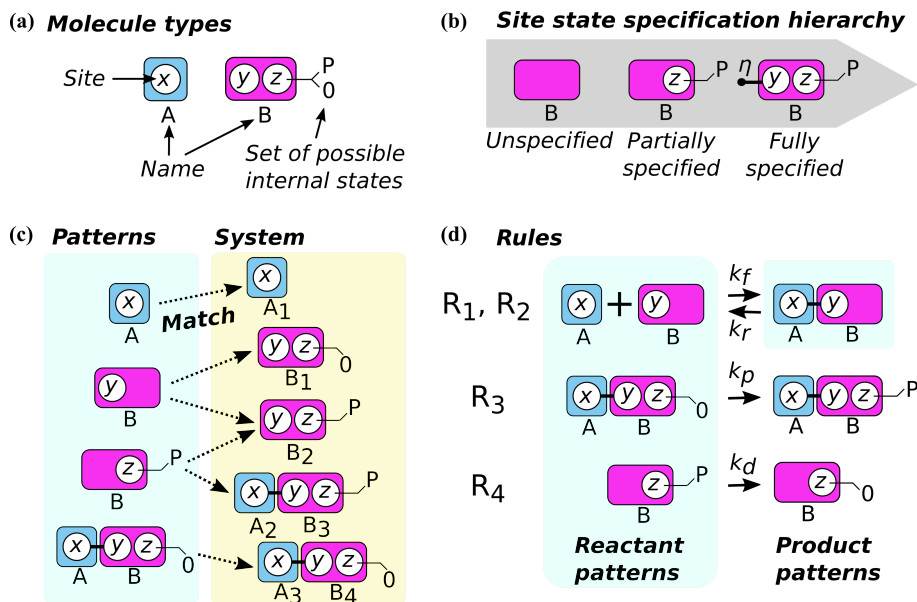 (a) Molecule types
Site
x
A
y z P
0
B
Name
Set of possible
internal states
(b) Site state specification hierarchy
B
Unspecified
z P
B
Partially
specified
η y z P
B
Fully
specified
(c) Patterns System
x
A
Match
x
A1
y
B
y z 0
B1
y z P
B2
z P
B
x y z P
A2 B3
x y z 0
A B
x y z 0
A3 B4
(d) Rules
R1, R2
x + y
A B
kf
kr
x y
A B
R3
x y z 0
A B
kp
x y z P
A B
R4
z P
B
kd
z 0
B
Reactant
patterns
Product
patterns